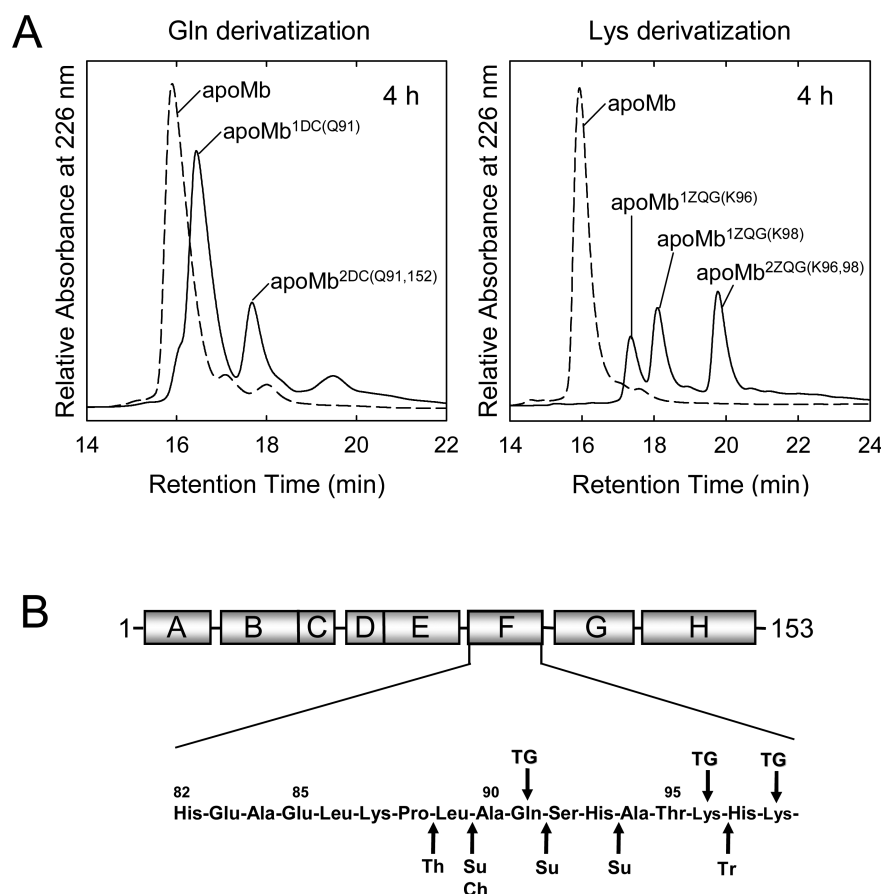 A
Gln derivatization
Lys derivatization
Relative Absorbance at 226 nm
apoMb
apoMb1DC(Q91)
apoMb2DC(Q91,152)
4 h
14 16 18 20 22
Retention Time (min)
Relative Absorbance at 226 nm
apoMb
4 h
apoMb1ZQG(K96)
apoMb1ZQG(K98)
apoMb2ZQG(K96,98)
14 16 18 20 22 24
Retention Time (min)
B
1 A B C D E F G H 153
TG TG TG
82 85 90 95
His-Glu-Ala-Glu-Leu-Lys-Pro-Leu-Ala-Gln-Ser-His-Ala-Thr-Lys-His-Lys-
Th Su Su Su Tr
Ch